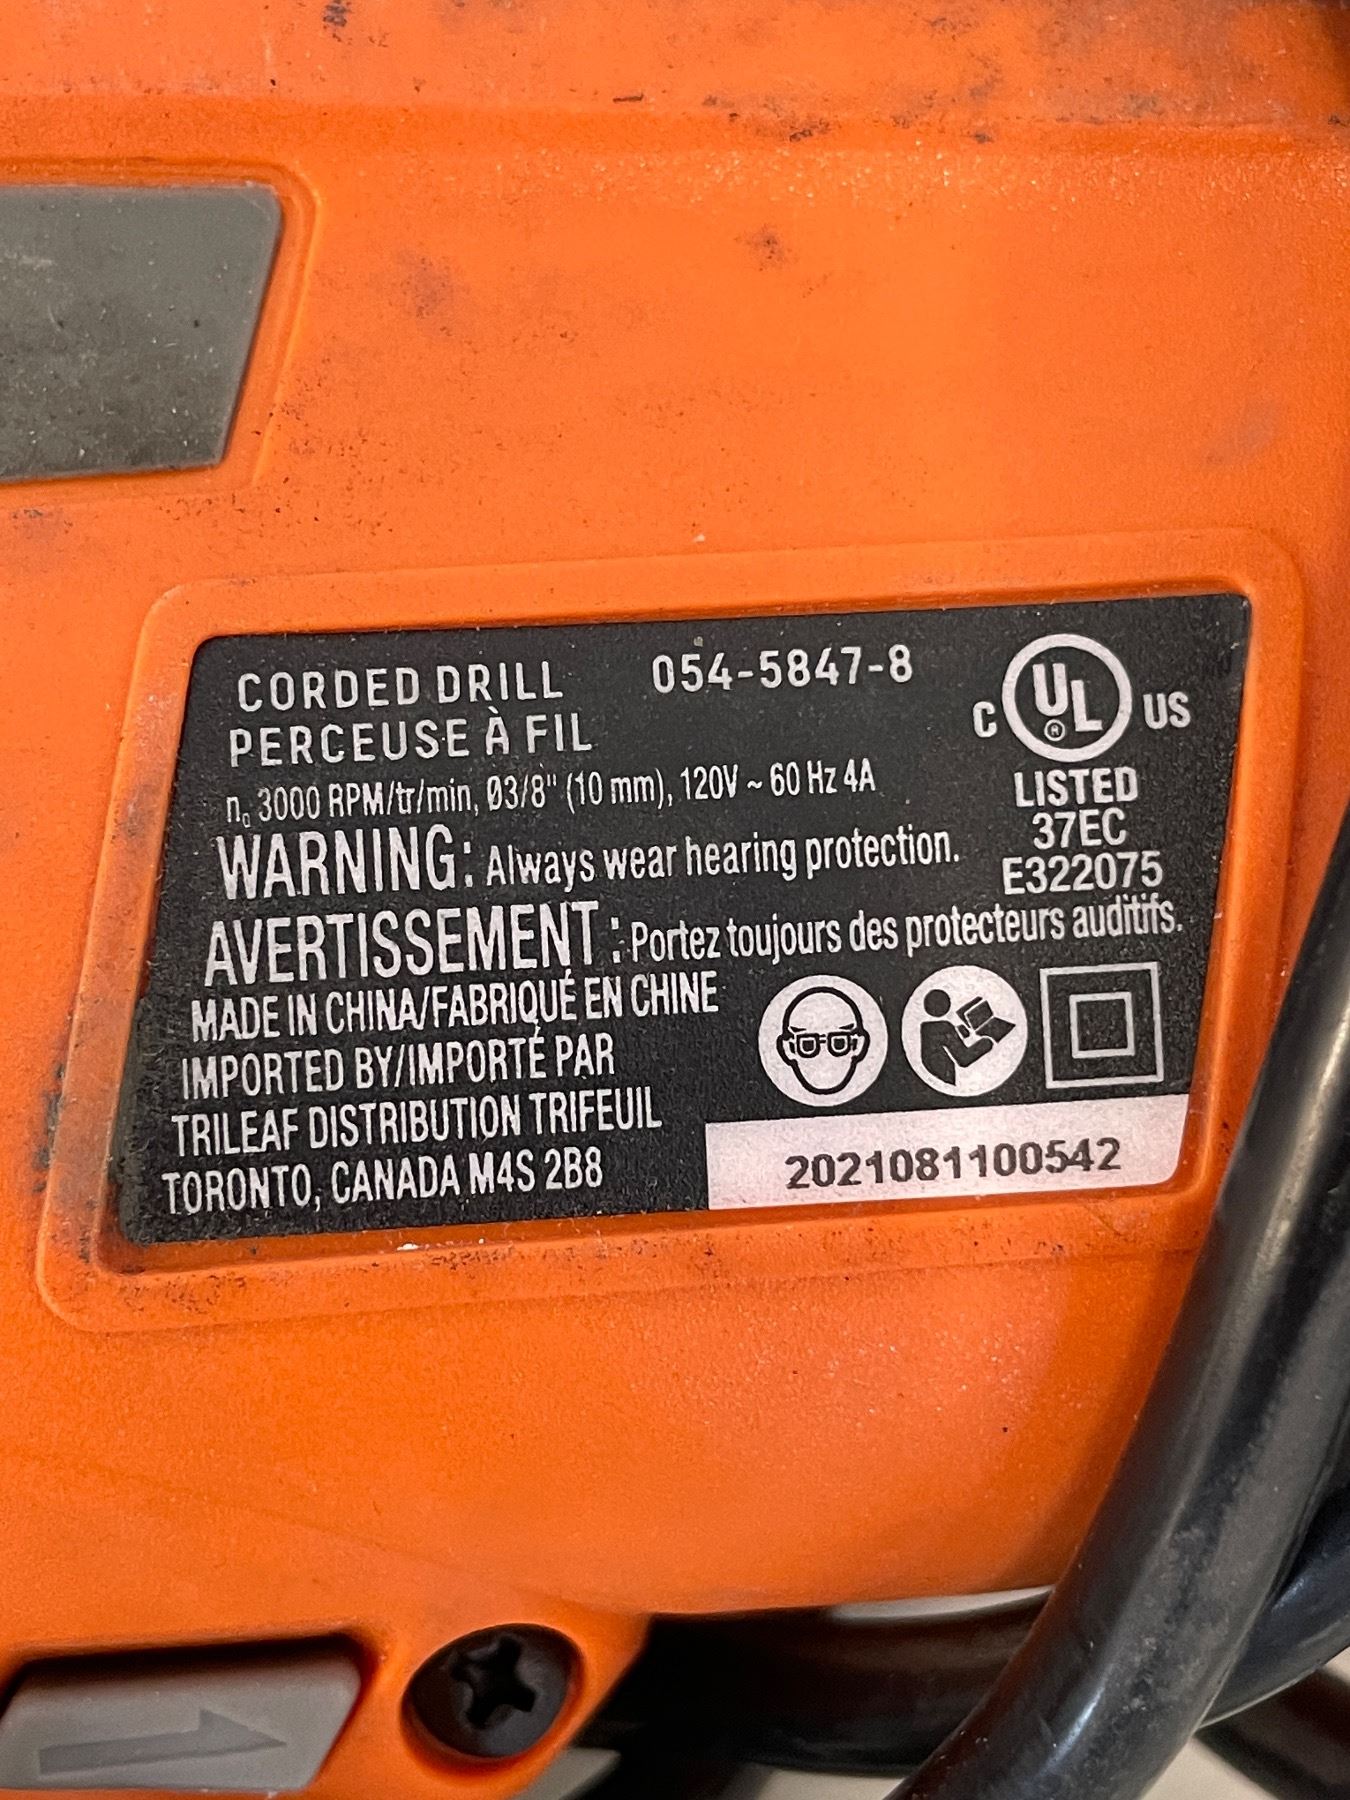 CORDED DRILL 054-5847-8
PERCEUSE À FIL
C UL® US
LISTED
37EC
E322075
n₀ 3000 RPM/tr/min, Ø3/8" (10 mm), 120V ~ 60 Hz 4A
WARNING: Always wear hearing protection.
AVERTISSEMENT : Portez toujours des protecteurs auditifs.
MADE IN CHINA/FABRIQUÉ EN CHINE
IMPORTED BY/IMPORTÉ PAR
TRILEAF DISTRIBUTION TRIFEUIL
TORONTO, CANADA M4S 2B8
2021081100542